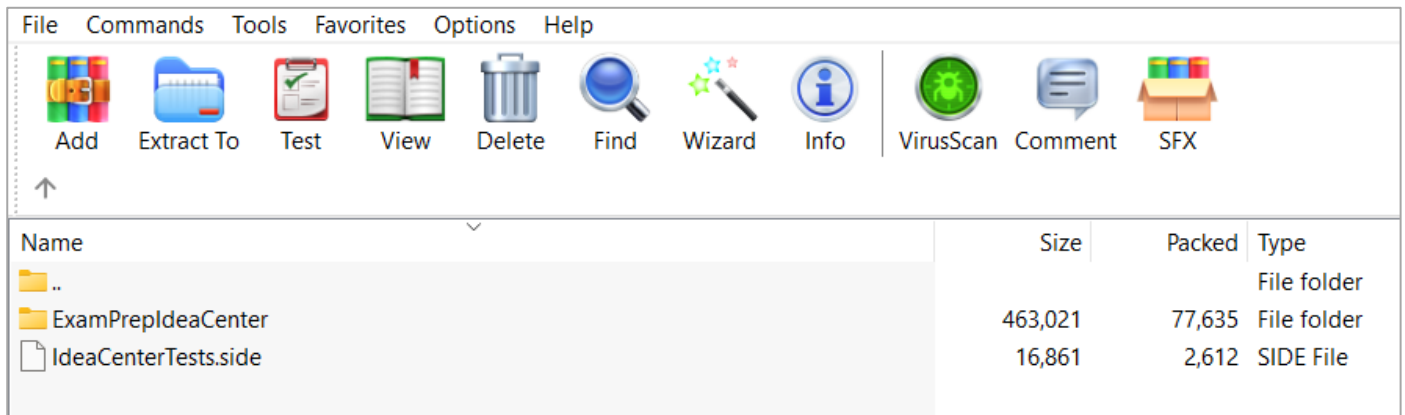 File Commands Tools Favorites Options Help
Add Extract To Test View Delete Find Wizard Info VirusScan Comment SFX
Name Size Packed Type
.. File folder
ExamPrepIdeaCenter 463,021 77,635 File folder
IdeaCenterTests.side 16,861 2,612 SIDE File